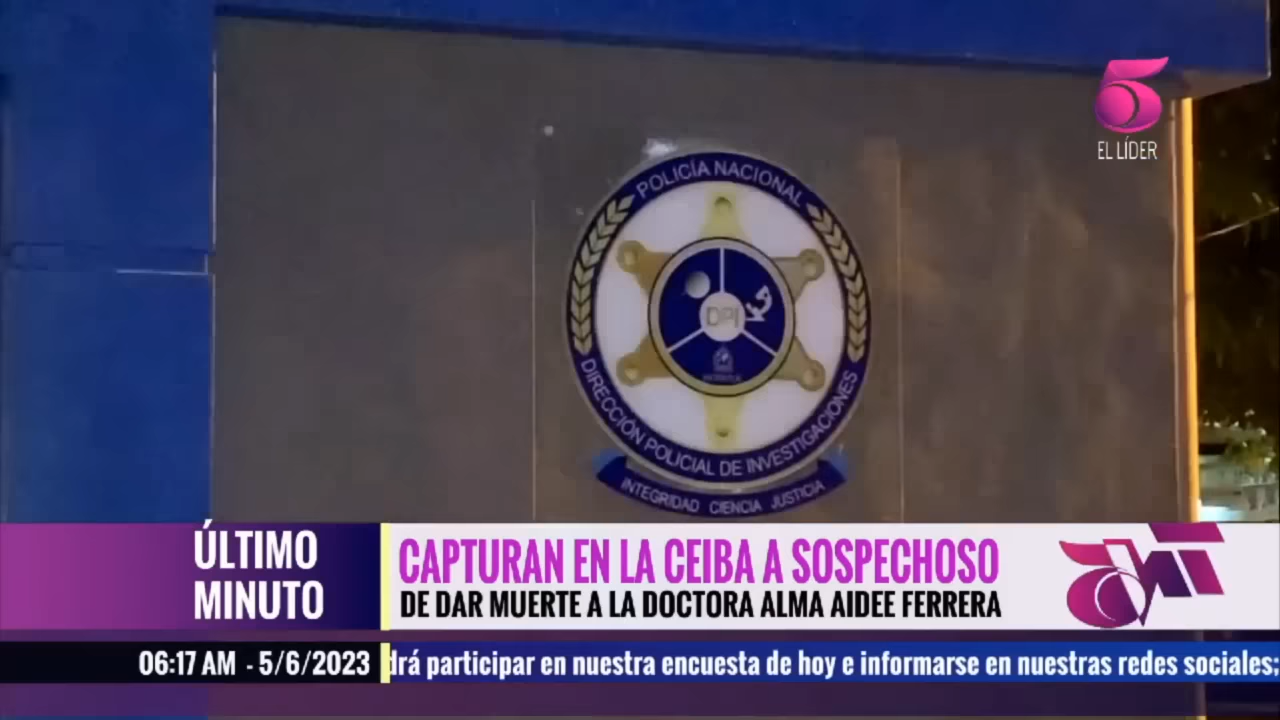 5
EL LÍDER
POLICÍA NACIONAL
DPI
DIRECCIÓN POLICIAL DE INVESTIGACIONES
INTEGRIDAD CIENCIA JUSTICIA
ÚLTIMO
MINUTO
CAPTURAN EN LA CEIBA A SOSPECHOSO
DE DAR MUERTE A LA DOCTORA ALMA AIDEE FERRERA
06:17 AM - 5/6/2023
drá participar en nuestra encuesta de hoy e informarse en nuestras redes sociales;